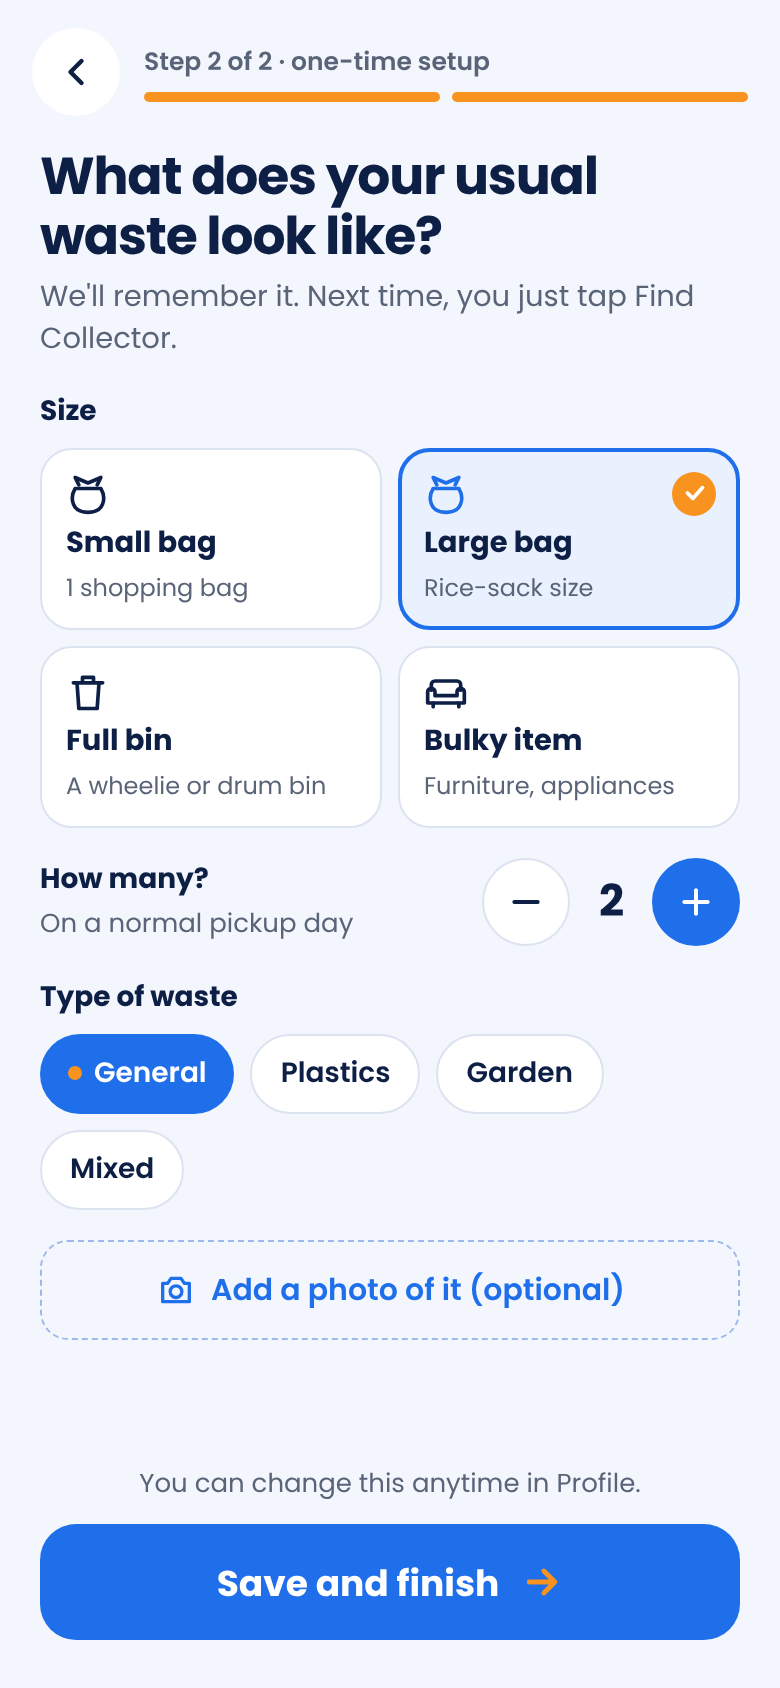 Step 2 of 2 · one-time setup
What does your usual
waste look like?
We'll remember it. Next time, you just tap Find
Collector.
Size
Small bag
1 shopping bag
Large bag
Rice-sack size
Full bin
A wheelie or drum bin
Bulky item
Furniture, appliances
How many?
On a normal pickup day
2
Type of waste
General
Plastics
Garden
Mixed
Add a photo of it (optional)
You can change this anytime in Profile.
Save and finish